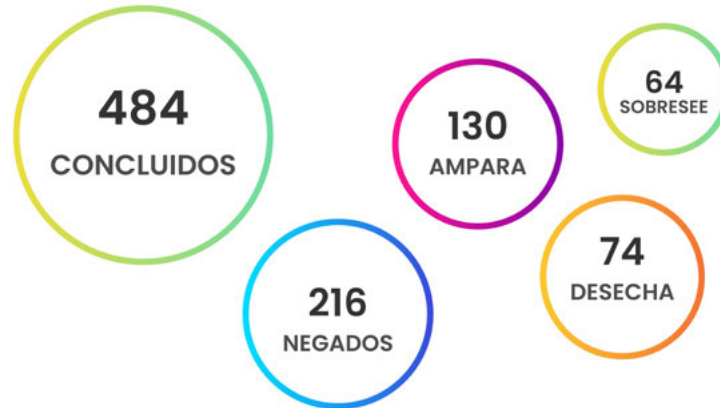 484
CONCLUIDOS
130
AMPARA
64
SOBRESEE
216
NEGADOS
74
DESECHA